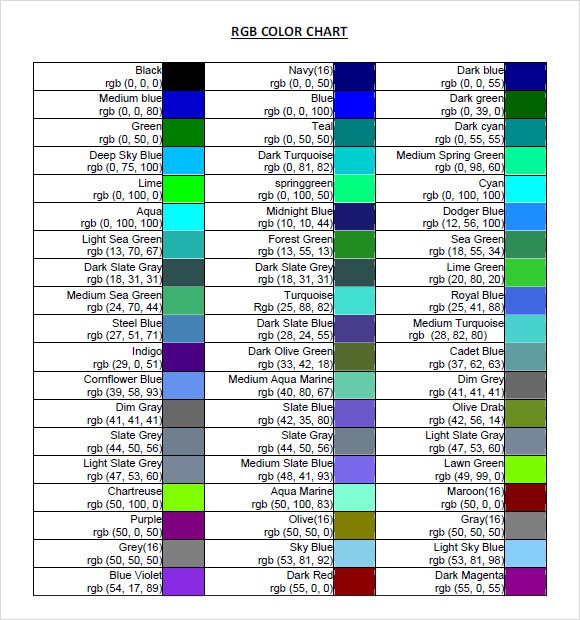 RGB COLOR CHART
Black
rgb (0, 0, 0)
Navy(16)
rgb (0, 0, 50)
Dark blue
rgb (0, 0, 55)
Medium blue
rgb (0, 0, 80)
Blue
rgb (0, 0, 100)
Dark green
rgb (0, 39, 0)
Green
rgb (0, 50, 0)
Teal
rgb (0, 50, 50)
Dark cyan
rgb (0, 55, 55)
Deep Sky Blue
rgb (0, 75, 100)
Dark Turquoise
rgb (0, 81, 82)
Medium Spring Green
rgb (0, 98, 60)
Lime
rgb (0, 100, 0)
springgreen
rgb (0, 100, 50)
Cyan
rgb (0, 100, 100)
Aqua
rgb (0, 100, 100)
Midnight Blue
rgb (10, 10, 44)
Dodger Blue
rgb (12, 56, 100)
Light Sea Green
rgb (13, 70, 67)
Forest Green
rgb (13, 55, 13)
Sea Green
rgb (18, 55, 34)
Dark Slate Gray
rgb (18, 31, 31)
Dark Slate Grey
rgb (18, 31, 31)
Lime Green
rgb (20, 80, 20)
Medium Sea Green
rgb (24, 70, 44)
Turquoise
Rgb (25, 88, 82)
Royal Blue
rgb (25, 41, 88)
Steel Blue
rgb (27, 51, 71)
Dark Slate Blue
rgb (28, 24, 55)
Medium Turquoise
rgb (28, 82, 80)
Indigo
rgb (29, 0, 51)
Dark Olive Green
rgb (33, 42, 18)
Cadet Blue
rgb (37, 62, 63)
Cornflower Blue
rgb (39, 58, 93)
Medium Aqua Marine
rgb (40, 80, 67)
Dim Grey
rgb (41, 41, 41)
Dim Gray
rgb (41, 41, 41)
Slate Blue
rgb (42, 35, 80)
Olive Drab
rgb (42, 56, 14)
Slate Grey
rgb (44, 50, 56)
Slate Grey
rgb (44, 50, 56)
Light Slate Gray
rgb (47, 53, 60)
Light Slate Grey
rgb (47, 53, 60)
Medium Slate Blue
rgb (48, 41, 93)
Lawn Green
rgb (49, 99, 0)
Chartreuse
rgb (50, 100, 0)
Aqua Marine
rgb (50, 100, 83)
Maroon(16)
rgb (50, 0, 0)
Purple
rgb (50, 0, 50)
Olive(16)
rgb (50, 50, 0)
Gray(16)
rgb (50, 50, 50)
Grey(16)
rgb (50, 50, 50)
Sky Blue
rgb (53, 81, 92)
Light Sky Blue
rgb (53, 81, 98)
Blue Violet
rgb (54, 17, 89)
Dark Red
rgb (55, 0, 0)
Dark Magenta
rgb (55, 0, 55)